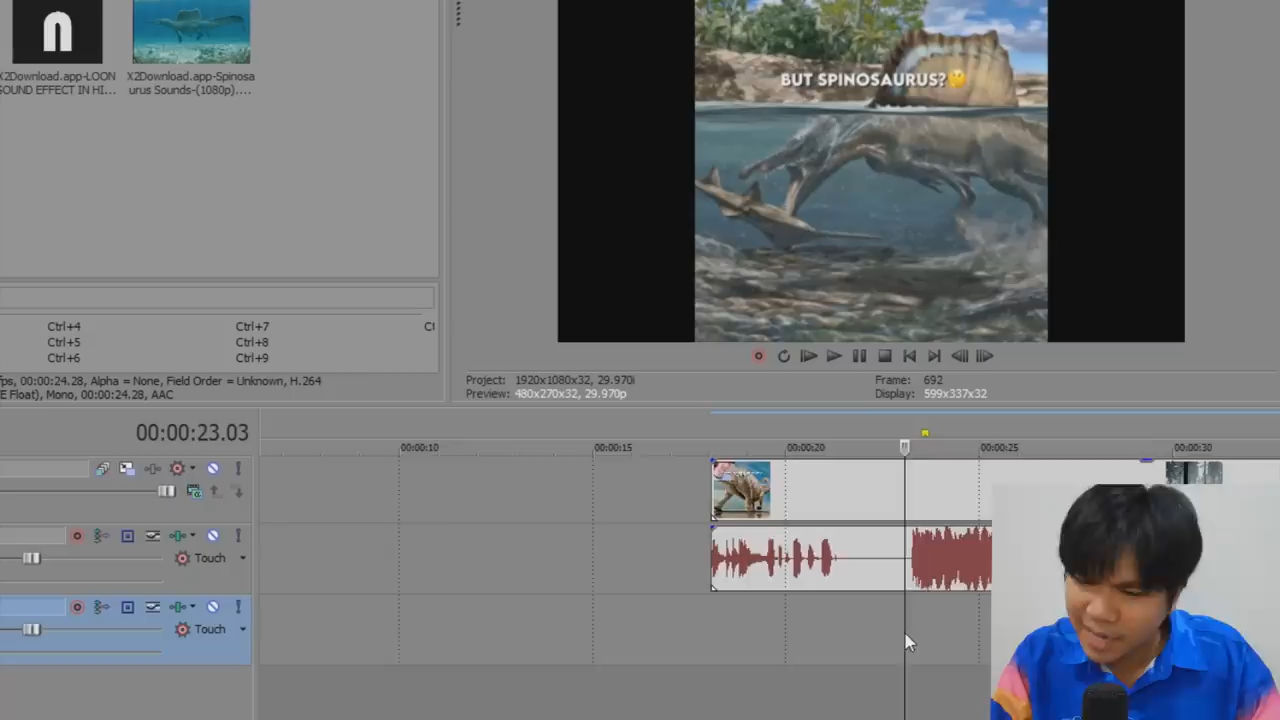 X2Download.app-LOON
SOUND EFFECT IN HI...
X2Download.app-Spinosa
urus Sounds-(1080p)....
BUT SPINOSAURUS?🤔
Ctrl+4
Ctrl+7
Ctrl+5
Ctrl+8
Ctrl+6
Ctrl+9
fps, 00:00:24.28, Alpha = None, Field Order = Unknown, H.264
E Float), Mono, 00:00:24.28, AAC
Project: 1920x1080x32, 29.970i
Preview: 480x270x32, 29.970p
Frame: 692
Display: 599x337x32
00:00:23.03
00:00:10
00:00:15
00:00:20
00:00:25
00:00:30
Touch
Touch